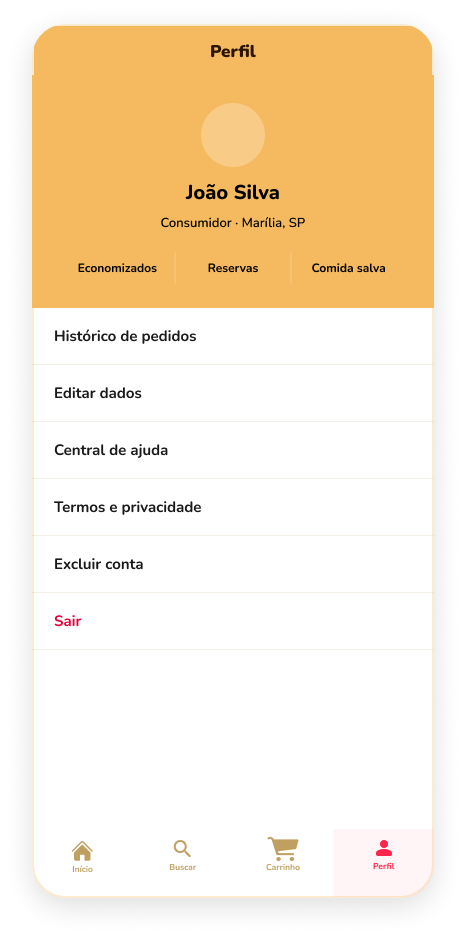 Perfil
João Silva
Consumidor · Marília, SP
Economizados Reservas Comida salva
Histórico de pedidos
Editar dados
Central de ajuda
Termos e privacidade
Excluir conta
Sair
Início Buscar Carrinho Perfil